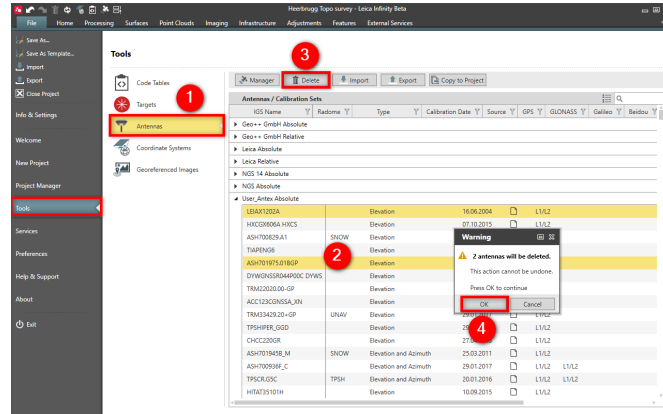 Heerbrugg Topo survey - Leica Infinity Beta
File Home Processing Surfaces Point Clouds Imaging Infrastructure Adjustments Features External Services
Save As...
Save As Template...
Import
Export
Close Project
Info & Settings
Welcome
New Project
Project Manager
Tools
Services
Preferences
Help & Support
About
Exit
Tools
Code Tables
Targets
Antennas
Coordinate Systems
Georeferenced Images
1
2
3
4
Manager Delete Import Export Copy to Project
Antennas / Calibration Sets
IGS Name Radome Type Calibration Date Source GPS GLONASS Galileo Beidou
Geo++ GmbH Absolute
Geo++ GmbH Relative
Leica Absolute
Leica Relative
NGS 14 Absolute
NGS Absolute
User_Antex Absolute
LEIAX1202A Elevation 16.06.2004 L1/L2
HXCGX606A HXCS Elevation 07.10.2015 L1/L2
ASH700829.A1 SNOW Elevation
TIAPENG6 Elevation
ASH701975.01BGP Elevation
DYWGNSSR044P00C DYWS Elevation
TRM22020.00-GP Elevation
ACC123CGNSSA_XN Elevation
TRM33429.20+GP UNAV Elevation L1/L2
TPSHIPER_GGD Elevation L1/L2
CHCC220GR Elevation L1/L2
ASH701945B_M SNOW Elevation and Azimuth 25.03.2011 L1/L2
ASH700936F_C Elevation and Azimuth 29.01.2017 L1/L2 L1/L2
TPSCR.G5C TPSH Elevation and Azimuth 20.01.2016 L1/L2 L1/L2
HITAT35101H Elevation 10.09.2015 L1/L2
Warning
2 antennas will be deleted.
This action cannot be undone.
Press OK to continue
OK Cancel